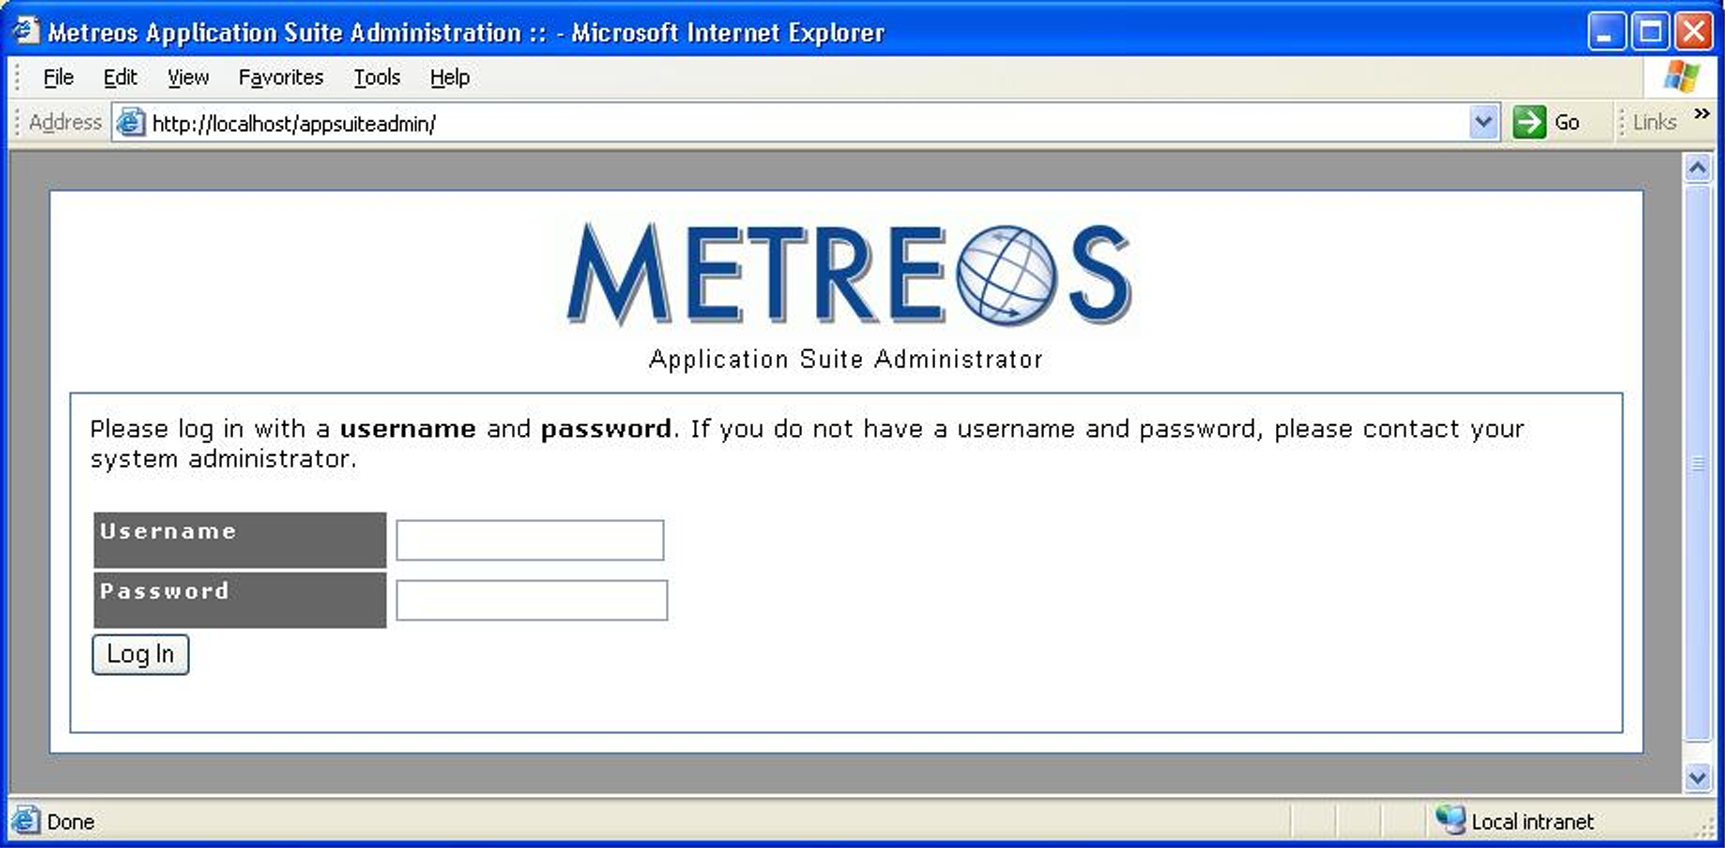 Metreos Application Suite Administration :: - Microsoft Internet Explorer
File Edit View Favorites Tools Help
Address http://localhost/appsuiteadmin/ Go Links »
METREOS
Application Suite Administrator
Please log in with a username and password. If you do not have a username and password, please contact your
system administrator.
Username
Password
Log In
Done Local intranet